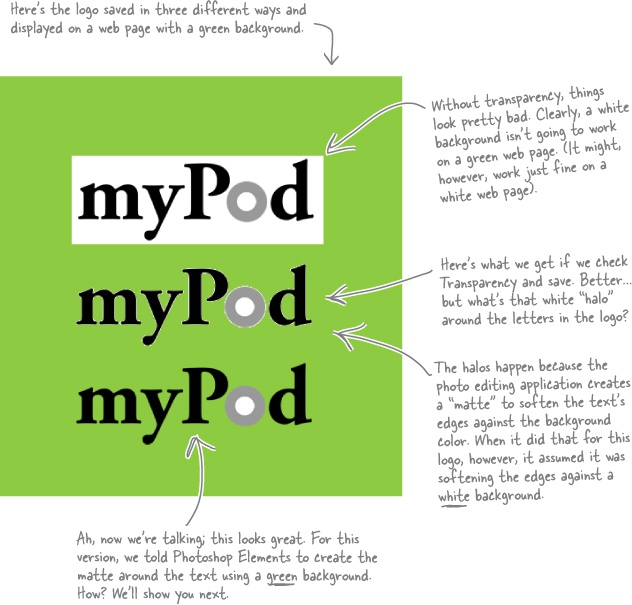 Here's the logo saved in three different ways and
displayed on a web page with a green background.
Without transparency, things
look pretty bad. Clearly, a white
background isn't going to work
on a green web page. (It might,
however, work just fine on a
white web page).
myPod
Here's what we get if we check
Transparency and save. Better...
but what's that white "halo"
around the letters in the logo?
myPod
The halos happen because the
photo editing application creates
a "matte" to soften the text's
edges against the background
color. When it did that for this
logo, however, it assumed it was
softening the edges against a
white background.
myPod
Ah, now we're talking; this looks great. For this
version, we told Photoshop Elements to create the
matte around the text using a green background.
How? We'll show you next.